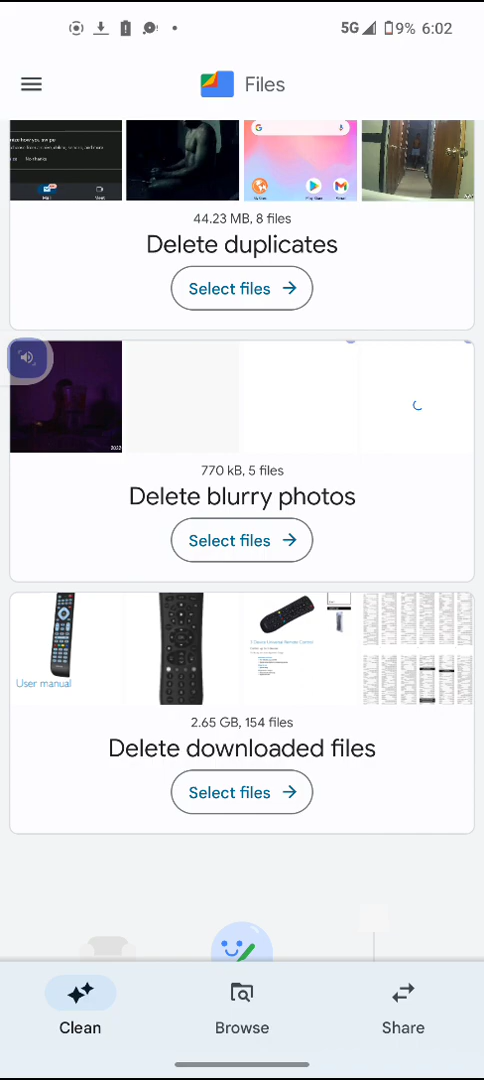 5G 9% 6:02
Files
No thanks
44.23 MB, 8 files
Delete duplicates
Select files →
770 kB, 5 files
Delete blurry photos
Select files →
User manual
2.65 GB, 154 files
Delete downloaded files
Select files →
Clean Browse Share